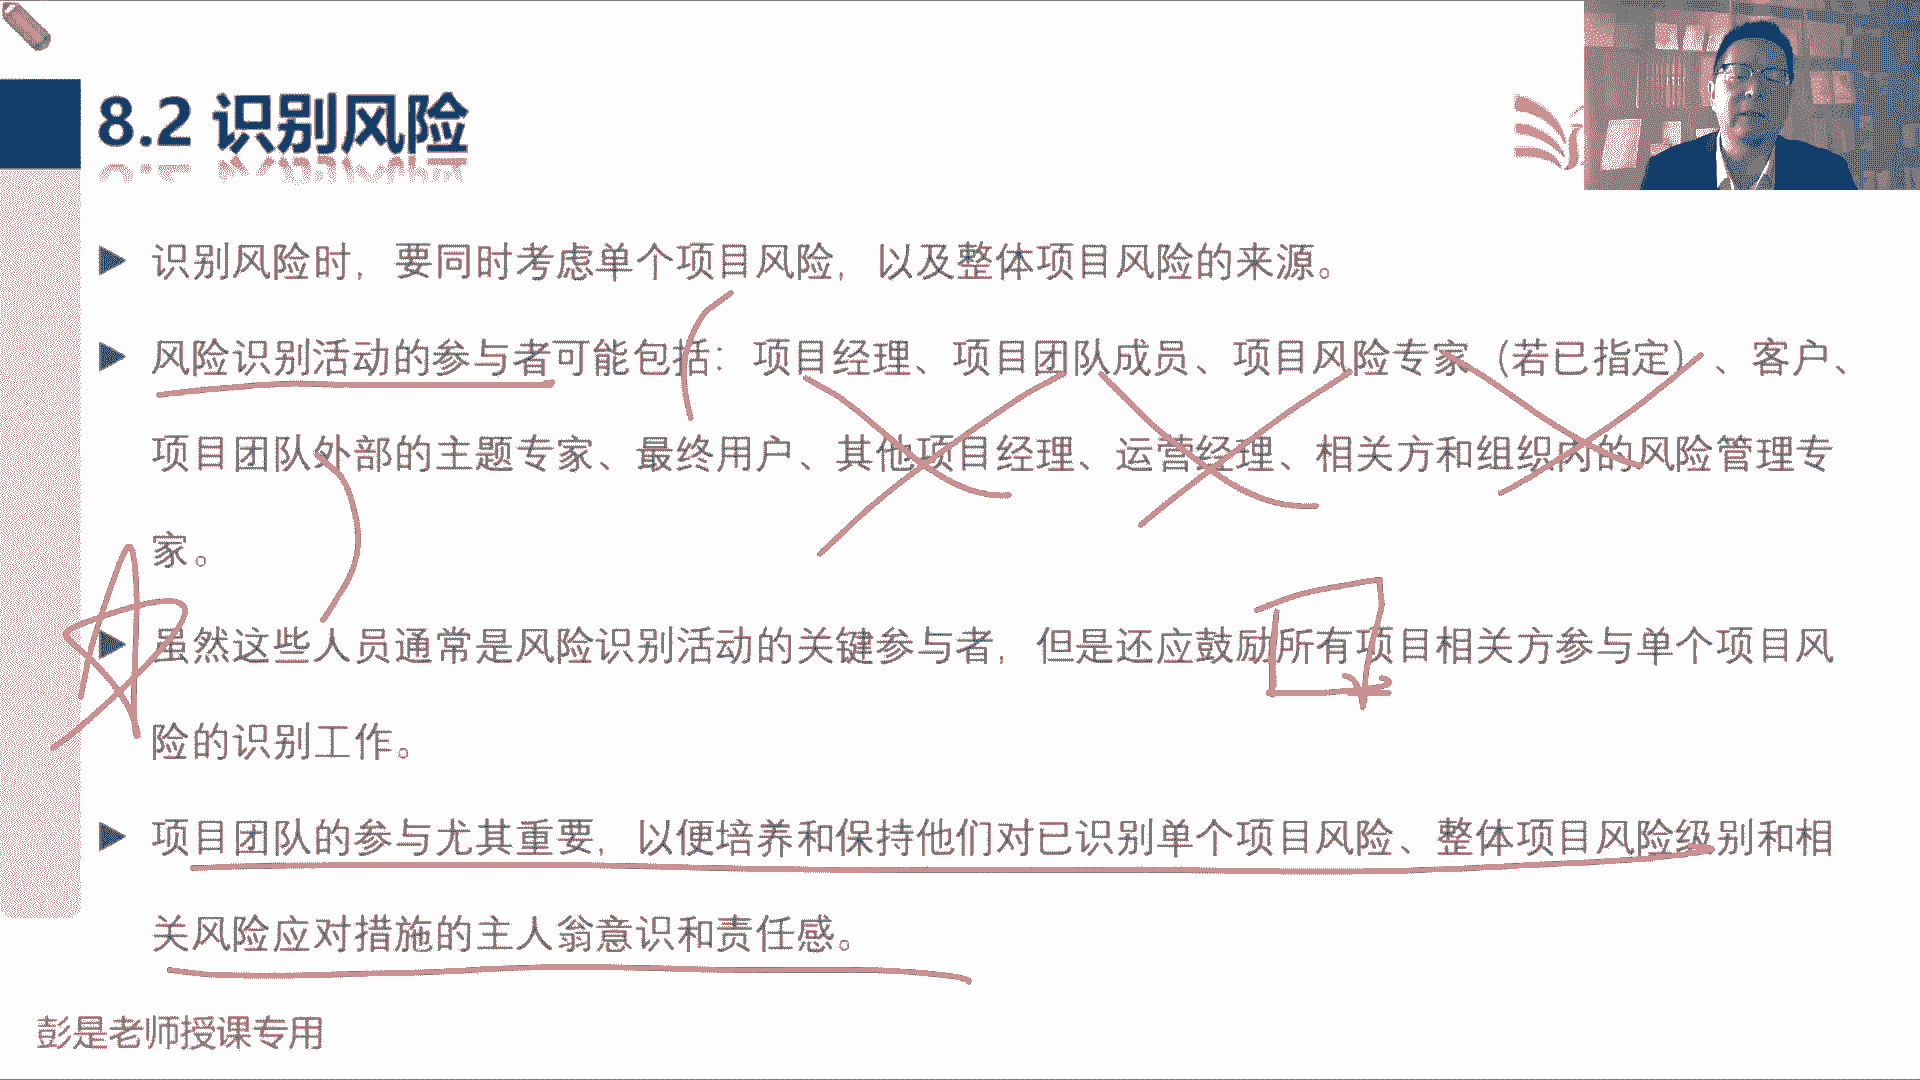 8.2 识别风险
识别风险时，要同时考虑单个项目风险，以及整体项目风险的来源。
风险识别活动的参与者可能包括：项目经理、项目团队成员、项目风险专家（若已指定）、客户、
项目团队外部的主题专家、最终用户、其他项目经理、运营经理、相关方和组织内的风险管理专
家。
虽然这些人员通常是风险识别活动的关键参与者，但是还应鼓励所有项目相关方参与单个项目风
险的识别工作。
项目团队的参与尤其重要，以便培养和保持他们对已识别单个项目风险、整体项目风险级别和相
关风险应对措施的主人翁意识和责任感。
彭是老师授课专用